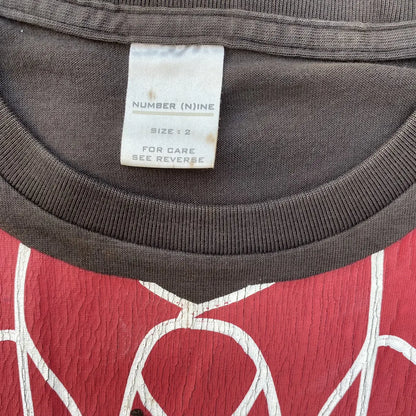 NUMBER (N)INE
SIZE : 2
FOR CARE
SEE REVERSE